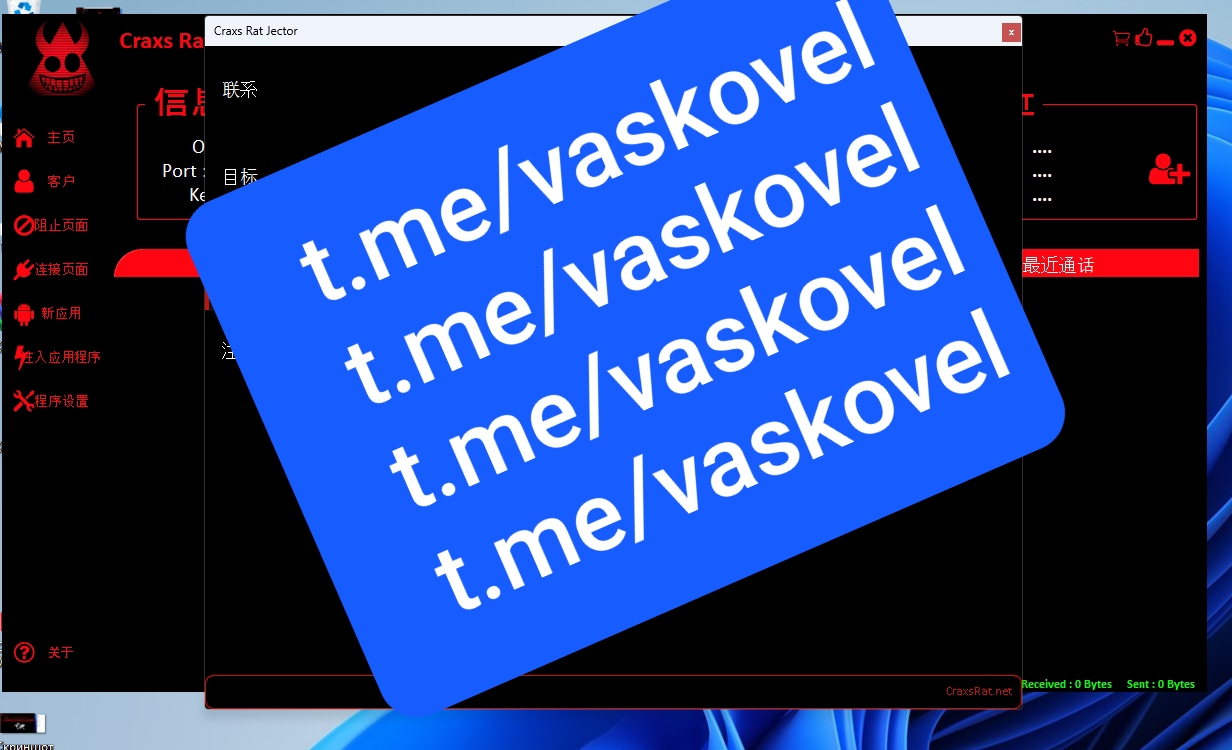 Craxs Rat Jector
x
Craxs Ra
联系
信息
O
Port :
Ke
目标
....
....
....
主页
客户
阻止页面
连接页面
新应用
注入应用程序
程序设置
最近通话
t.me/vaskovel
t.me/vaskovel
t.me/vaskovel
t.me/vaskovel
关于
Received : 0 Bytes Sent : 0 Bytes
CraxsRat.net